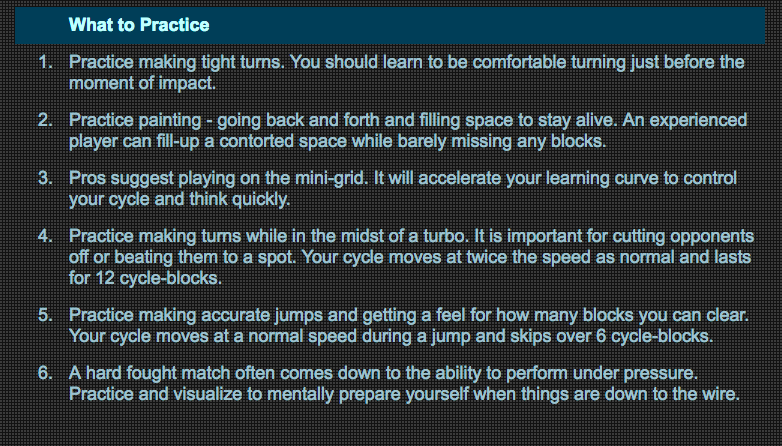 What to Practice
1. Practice making tight turns. You should learn to be comfortable turning just before the
moment of impact.
2. Practice painting - going back and forth and filling space to stay alive. An experienced
player can fill-up a contorted space while barely missing any blocks.
3. Pros suggest playing on the mini-grid. It will accelerate your learning curve to control
your cycle and think quickly.
4. Practice making turns while in the midst of a turbo. It is important for cutting opponents
off or beating them to a spot. Your cycle moves at twice the speed as normal and lasts
for 12 cycle-blocks.
5. Practice making accurate jumps and getting a feel for how many blocks you can clear.
Your cycle moves at a normal speed during a jump and skips over 6 cycle-blocks.
6. A hard fought match often comes down to the ability to perform under pressure.
Practice and visualize to mentally prepare yourself when things are down to the wire.